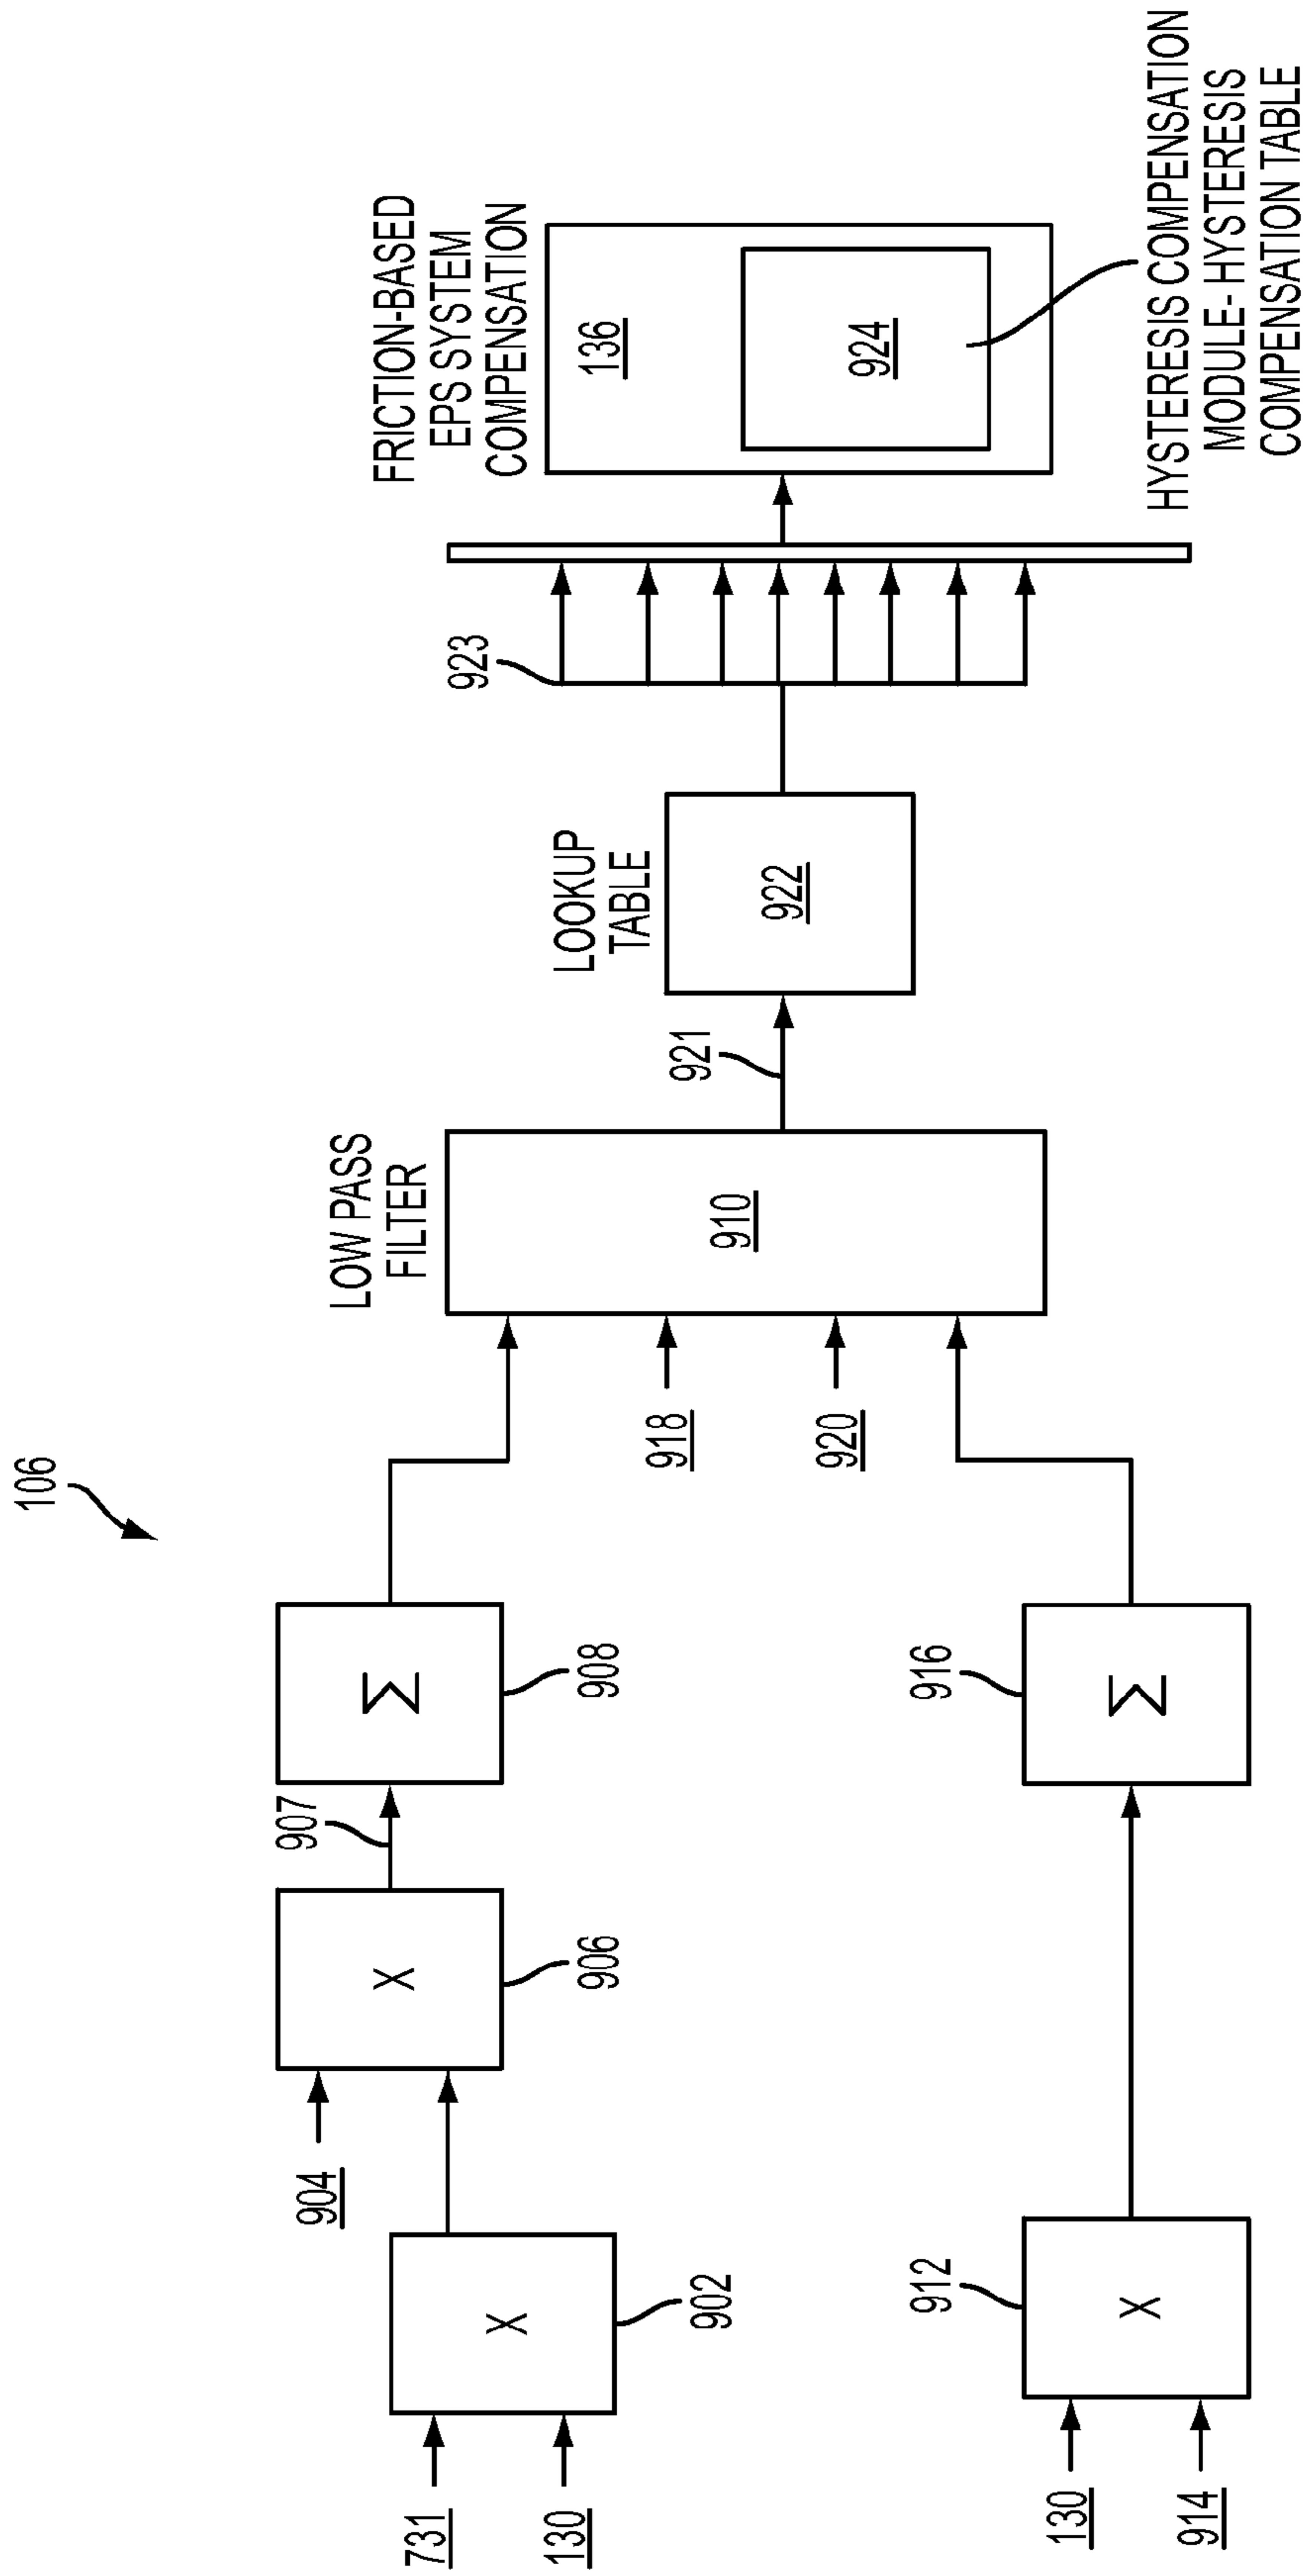 106
731
130
X
902
904
X
906
907
Σ
908
130
914
X
912
Σ
916
LOW PASS
FILTER
910
918
920
921
LOOKUP
TABLE
922
923
FRICTION-BASED
EPS SYSTEM
COMPENSATION
136
924
HYSTERESIS COMPENSATION
MODULE- HYSTERESIS
COMPENSATION TABLE